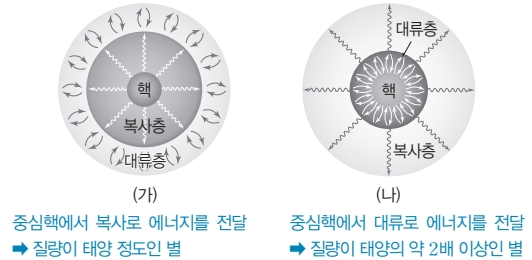 핵
복사층
대류층
(가)
중심핵에서 복사로 에너지를 전달
➡ 질량이 태양 정도인 별
대류층
핵
복사층
(나)
중심핵에서 대류로 에너지를 전달
➡ 질량이 태양의 약 2배 이상인 별